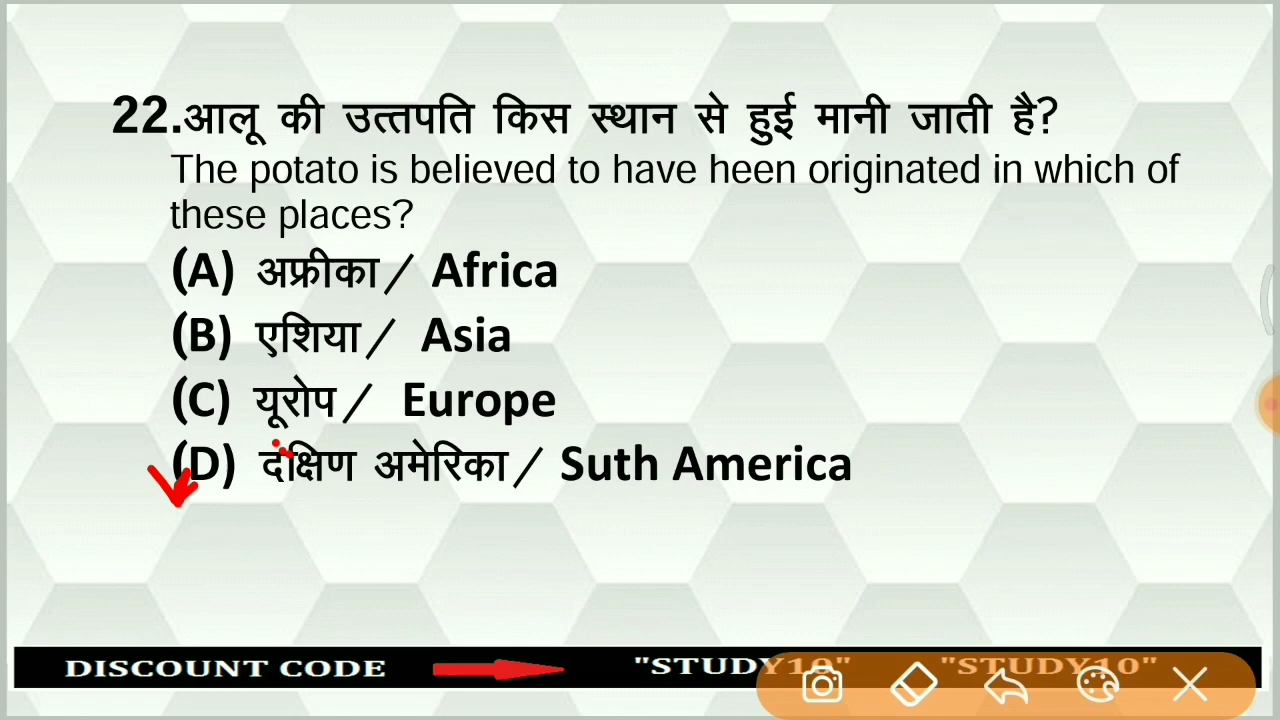 22.आलू की उत्तपति किस स्थान से हुई मानी जाती है?
The potato is believed to have heen originated in which of
these places?
(A) अफ्रीका/ Africa
(B) एशिया/ Asia
(C) यूरोप/ Europe
(D) दक्षिण अमेरिका/ Suth America
DISCOUNT CODE "STUDY10" "STUDY10"